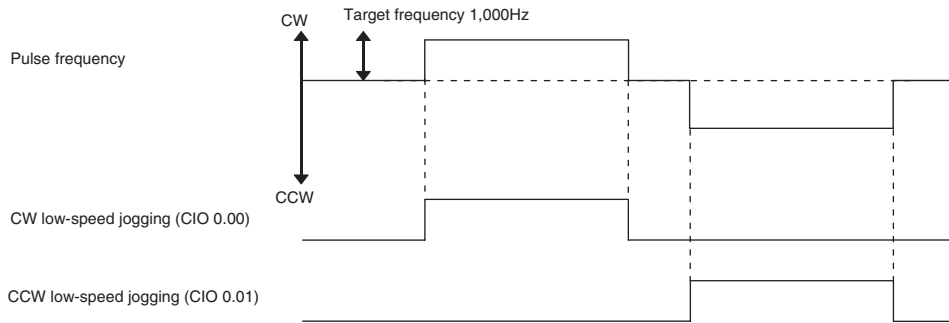 CW
Target frequency 1,000Hz
Pulse frequency
CCW
CW low-speed jogging (CIO 0.00)
CCW low-speed jogging (CIO 0.01)